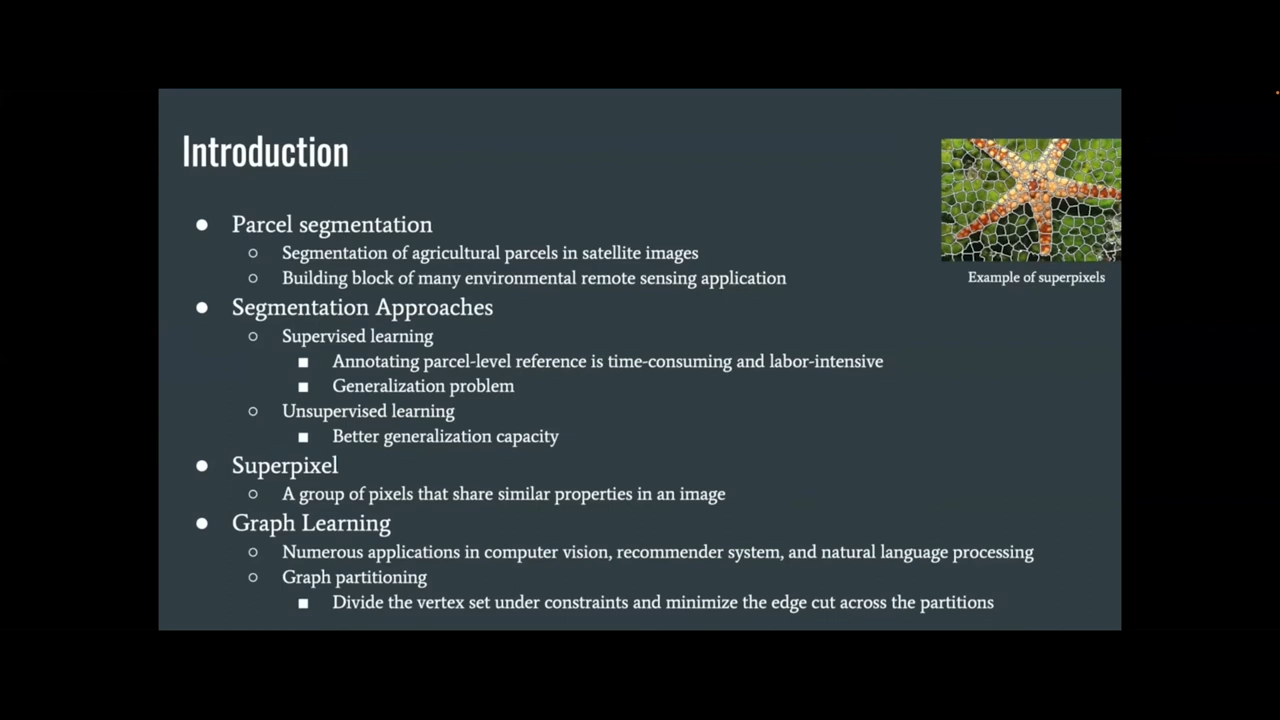 Introduction
Parcel segmentation
Segmentation of agricultural parcels in satellite images
Building block of many environmental remote sensing application
Segmentation Approaches
Supervised learning
Annotating parcel-level reference is time-consuming and labor-intensive
Generalization problem
Unsupervised learning
Better generalization capacity
Superpixel
A group of pixels that share similar properties in an image
Graph Learning
Numerous applications in computer vision, recommender system, and natural language processing
Graph partitioning
Divide the vertex set under constraints and minimize the edge cut across the partitions
Example of superpixels